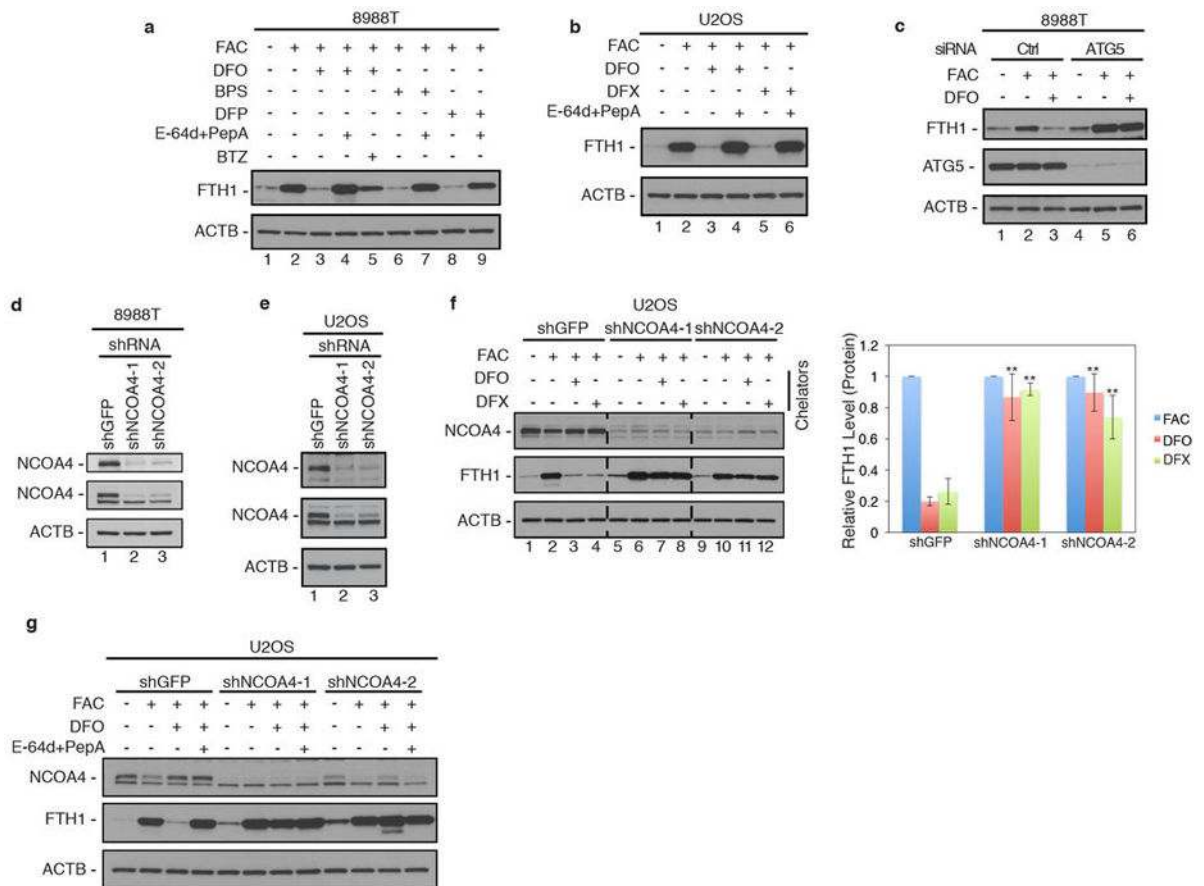 a
8988T
FAC - + + + + + + + +
DFO - - + + + - - - -
BPS - - - - - + + - -
DFP - - - - - - - + +
E-64d+PepA - - - + - - + - +
BTZ - - - - + - - - -
FTH1 -
ACTB -
1 2 3 4 5 6 7 8 9
b
U2OS
FAC - + + + + +
DFO - - + + - -
DFX - - - - + +
E-64d+PepA - - - + - +
FTH1 -
ACTB -
1 2 3 4 5 6
c
8988T
siRNA Ctrl ATG5
FAC - + + - + +
DFO - - + - - +
FTH1 -
ATG5 -
ACTB -
1 2 3 4 5 6
d
8988T
shRNA
shGFP
shNCOA4-1
shNCOA4-2
NCOA4 -
NCOA4 -
ACTB -
1 2 3
e
U2OS
shRNA
shGFP
shNCOA4-1
shNCOA4-2
NCOA4 -
NCOA4 -
ACTB -
1 2 3
f
U2OS
shGFP shNCOA4-1 shNCOA4-2
FAC - + + + - + + + - + + +
DFO - - + - - - + - - - + -
DFX - - - + - - - + - - - +
Chelators
NCOA4 -
FTH1 -
ACTB -
1 2 3 4 5 6 7 8 9 10 11 12
Relative FTH1 Level (Protein)
1.2
1
0.8
0.6
0.4
0.2
0
** **
** **
shGFP shNCOA4-1 shNCOA4-2
FAC
DFO
DFX
g
U2OS
shGFP shNCOA4-1 shNCOA4-2
FAC - + + + - + + + - + + +
DFO - - + + - - + + - - + +
E-64d+PepA - - - + - - - + - - - +
NCOA4 -
FTH1 -
ACTB -